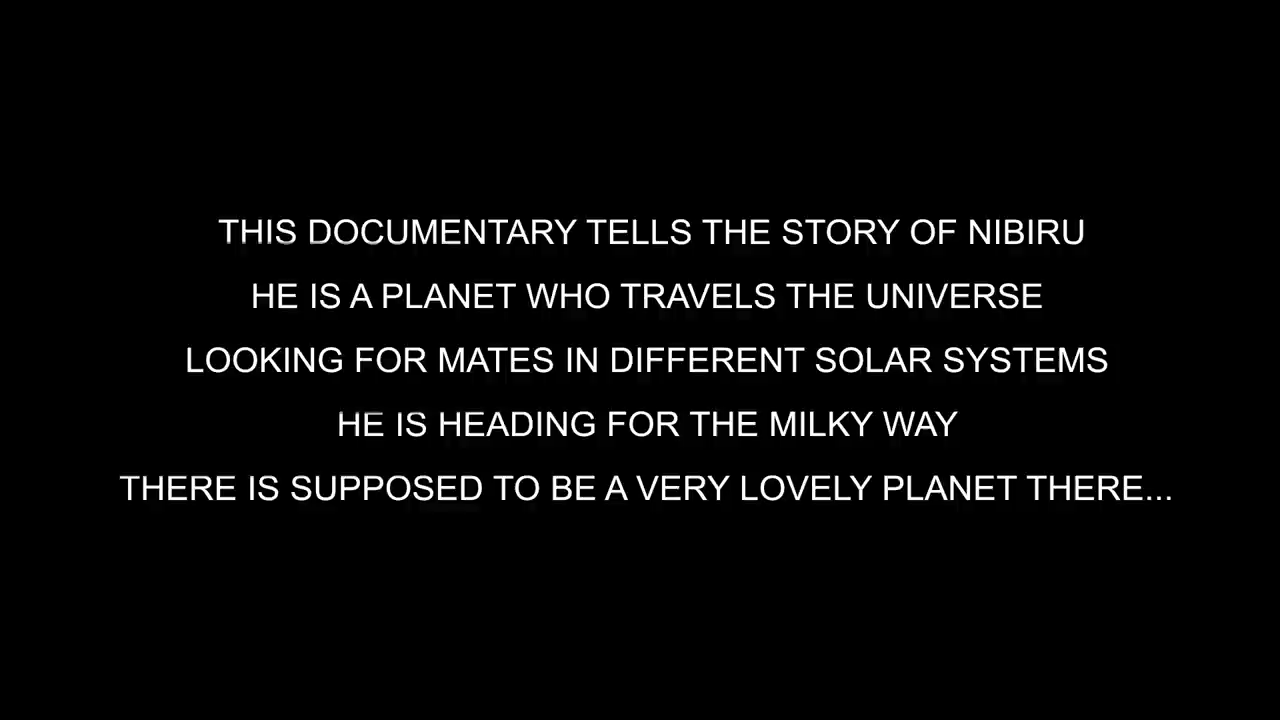 THIS DOCUMENTARY TELLS THE STORY OF NIBIRU
HE IS A PLANET WHO TRAVELS THE UNIVERSE
LOOKING FOR MATES IN DIFFERENT SOLAR SYSTEMS
HE IS HEADING FOR THE MILKY WAY
THERE IS SUPPOSED TO BE A VERY LOVELY PLANET THERE...